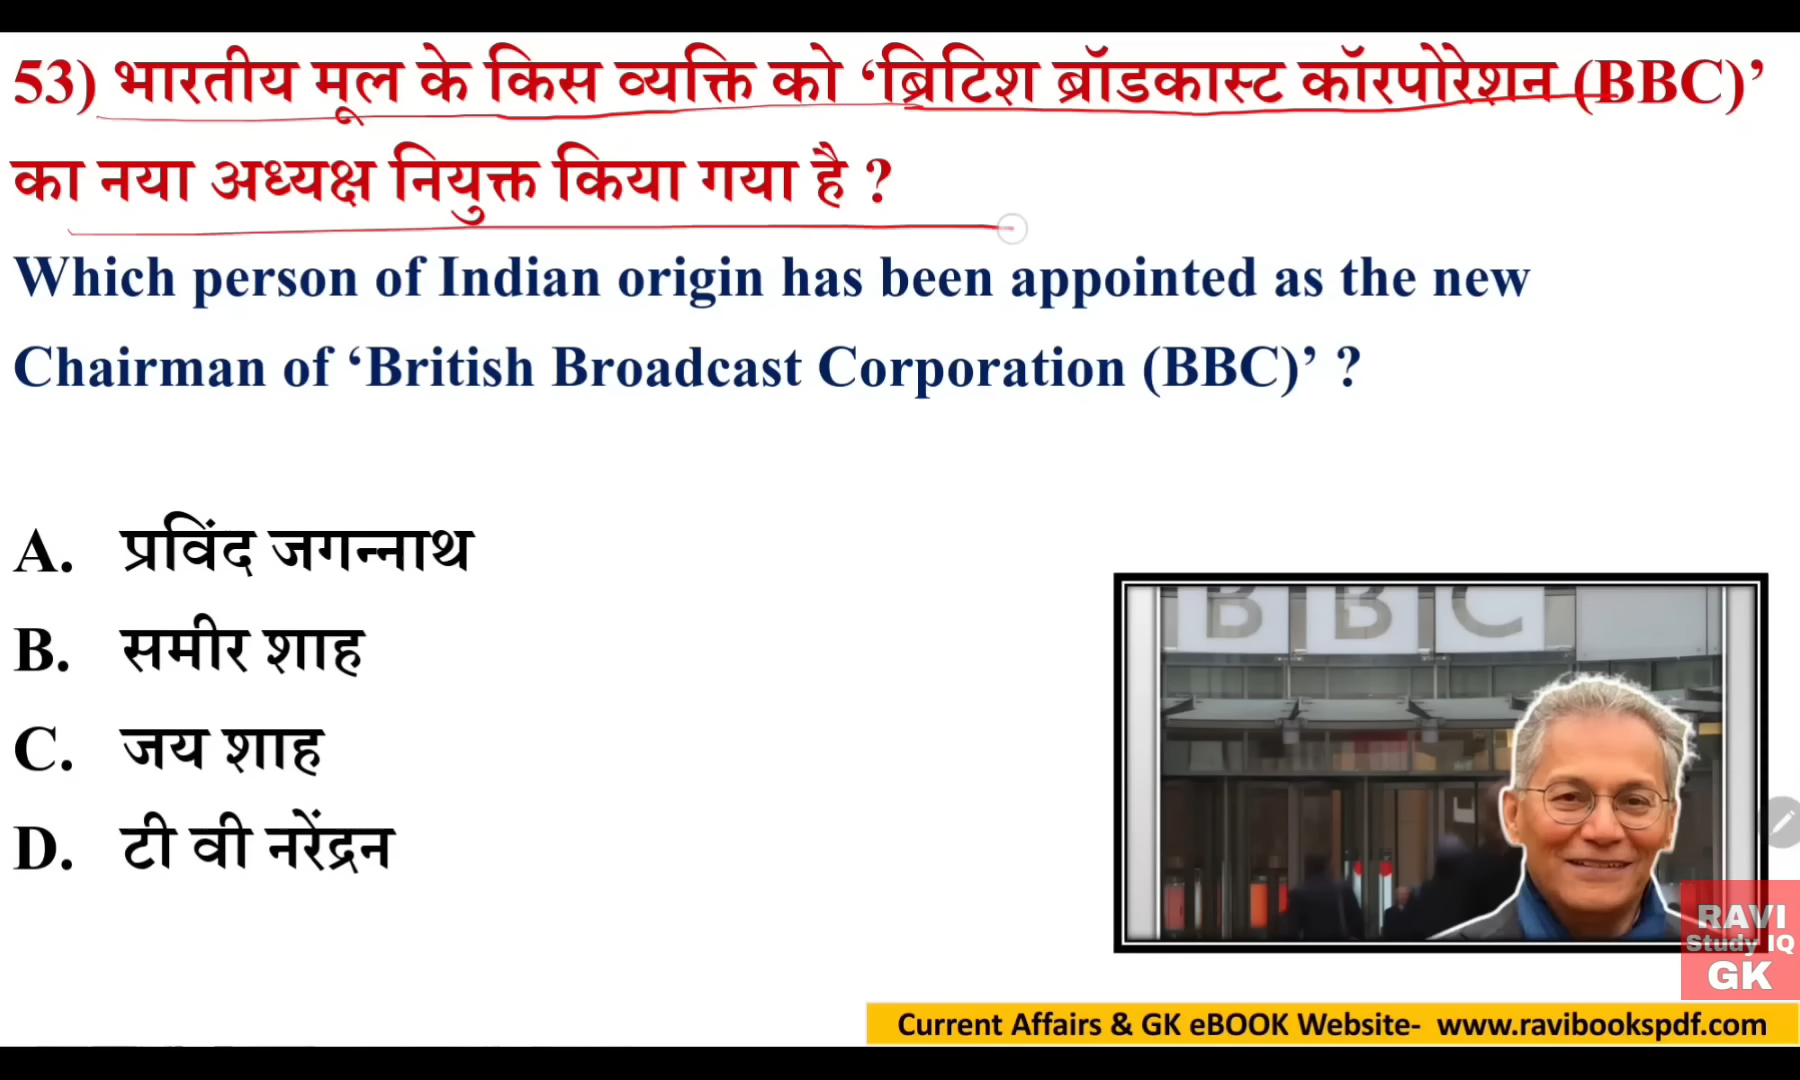 53) भारतीय मूल के किस व्यक्ति को ‘ब्रिटिश ब्रॉडकास्ट कॉरपोरेशन (BBC)’
का नया अध्यक्ष नियुक्त किया गया है ?
Which person of Indian origin has been appointed as the new
Chairman of ‘British Broadcast Corporation (BBC)’ ?
A. प्रविंद जगन्नाथ
B. समीर शाह
C. जय शाह
D. टी वी नरेंद्रन
BBC
RAVI
Study IQ
GK
Current Affairs & GK eBOOK Website- www.ravibookspdf.com